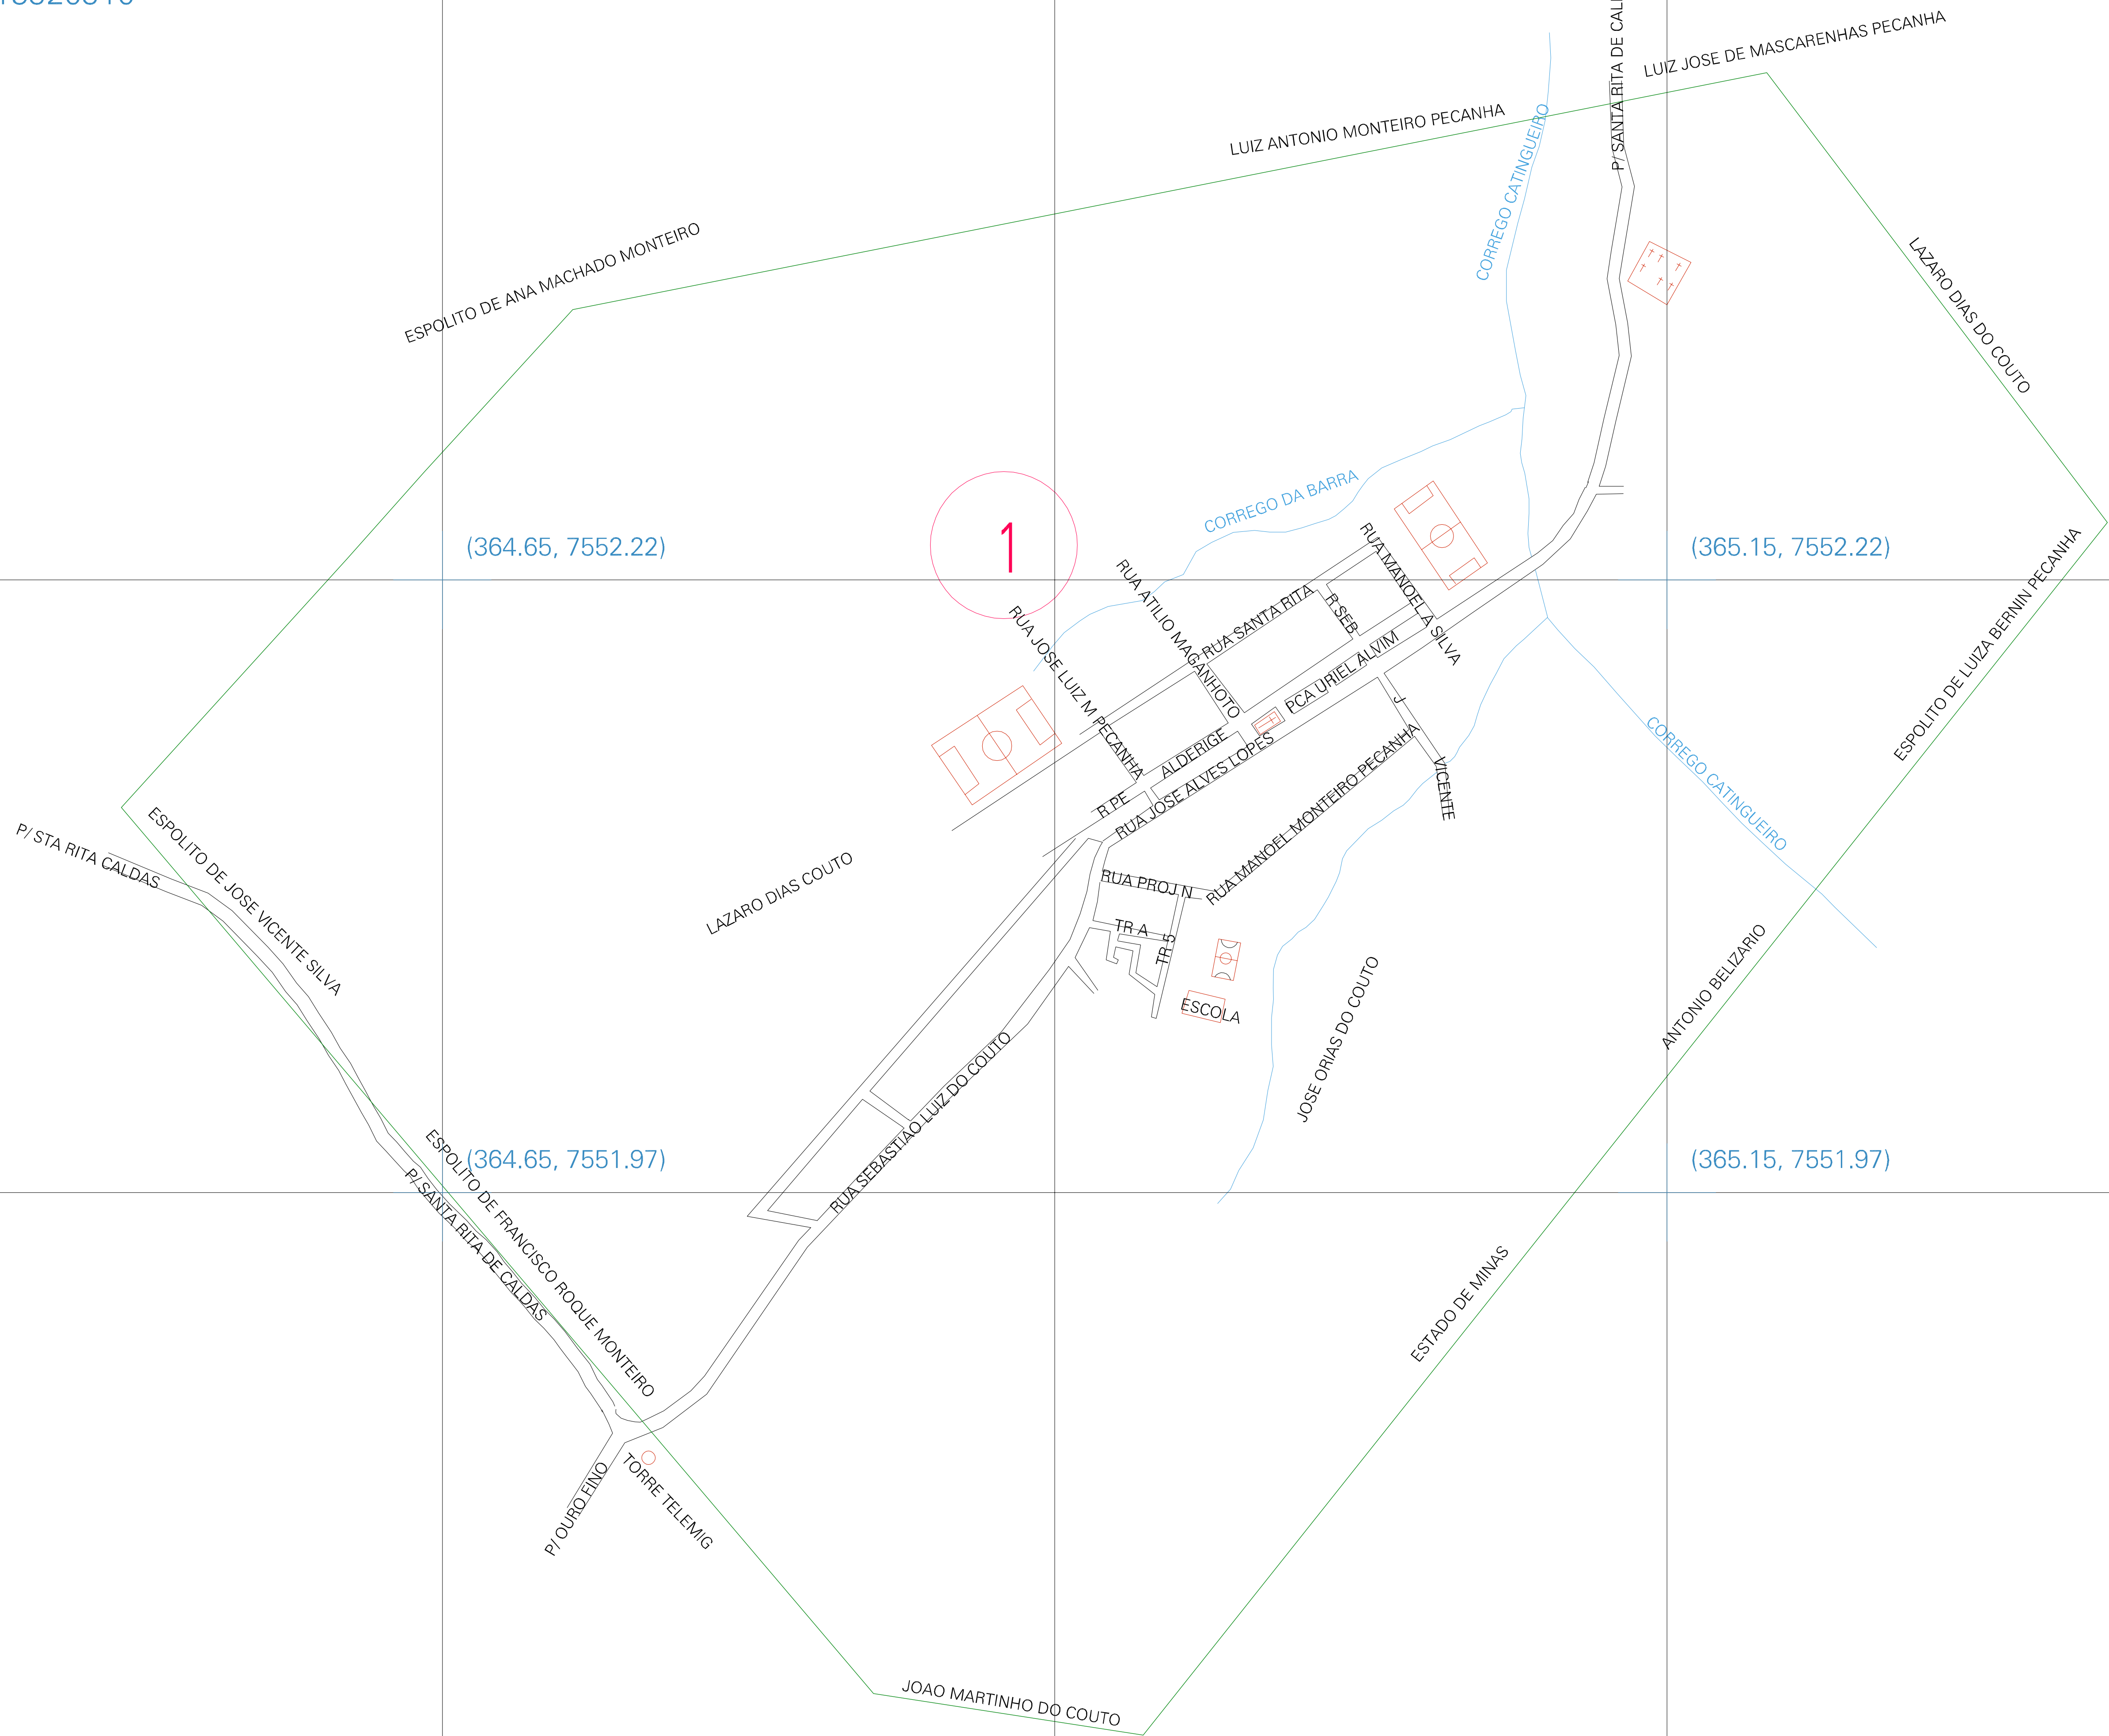 P/ SANTA RITA DE CAL
LUIZ JOSE DE MASCARENHAS PECANHA
LUIZ ANTONIO MONTEIRO PECANHA
CORREGO CATINGUEIRO
ESPOLITO DE ANA MACHADO MONTEIRO
LAZARO DIAS DO COUTO
CORREGO DA BARRA
1
(364.65, 7552.22)
(365.15, 7552.22)
RUA MANOEL A SILVA
RUA ATILIO MAGANHOTO
RUA SANTA RITA
R SEB
RUA JOSE LUIZ M PECANHA
PCA URIEL ALVIM
ESPOLITO DE LUIZA BERNIN PECANHA
J
VICENTE
ALDERIGE
R PE
RUA JOSE ALVES LOPES
RUA MANOEL MONTEIRO PECANHA
CORREGO CATINGUEIRO
P/ STA RITA CALDAS
ESPOLITO DE JOSE VICENTE SILVA
LAZARO DIAS COUTO
RUA PROJ N
TR A
TR 5
ESCOLA
JOSE ORIAS DO COUTO
ANTONIO BELIZARIO
RUA SEBASTIAO LUIZ DO COUTO
(364.65, 7551.97)
(365.15, 7551.97)
ESPOLITO DE FRANCISCO ROQUE MONTEIRO
P/ SANTA RITA DE CALDAS
ESTADO DE MINAS
P/ OURO FINO
TORRE TELEMIG
JOAO MARTINHO DO COUTO